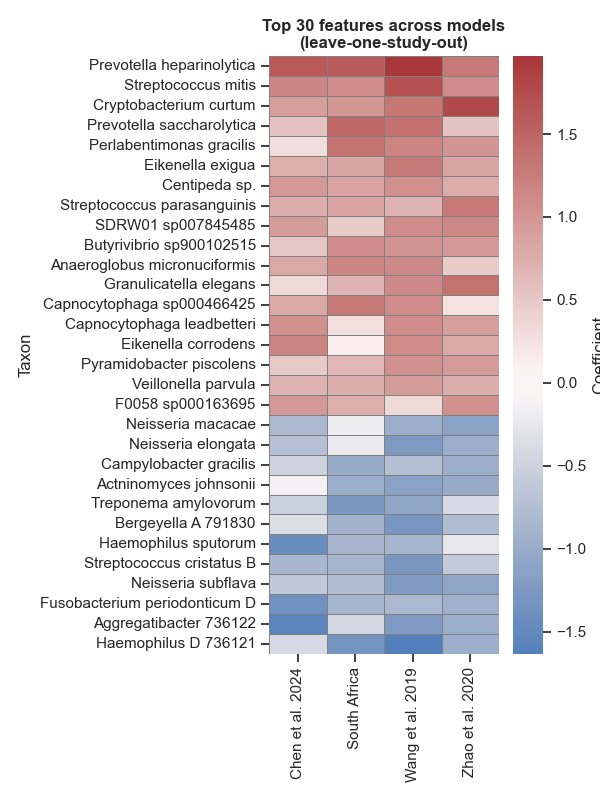 Top 30 features across models
(leave-one-study-out)
Prevotella heparinolytica
Streptococcus mitis
Cryptobacterium curtum
Prevotella saccharolytica
Perlabentimonas gracilis
Eikenella exigua
Centipeda sp.
Streptococcus parasanguinis
SDRW01 sp007845485
Butyrivibrio sp900102515
Anaeroglobus micronuciformis
Granulicatella elegans
Capnocytophaga sp000466425
Capnocytophaga leadbetteri
Eikenella corrodens
Pyramidobacter piscolens
Veillonella parvula
F0058 sp000163695
Neisseria macacae
Neisseria elongata
Campylobacter gracilis
Actninomyces johnsonii
Treponema amylovorum
Bergeyella A 791830
Haemophilus sputorum
Streptococcus cristatus B
Neisseria subflava
Fusobacterium periodonticum D
Aggregatibacter 736122
Haemophilus D 736121
Taxon
Chen et al. 2024
South Africa
Wang et al. 2019
Zhao et al. 2020
1.5
1.0
0.5
0.0
−0.5
−1.0
−1.5
Coefficient